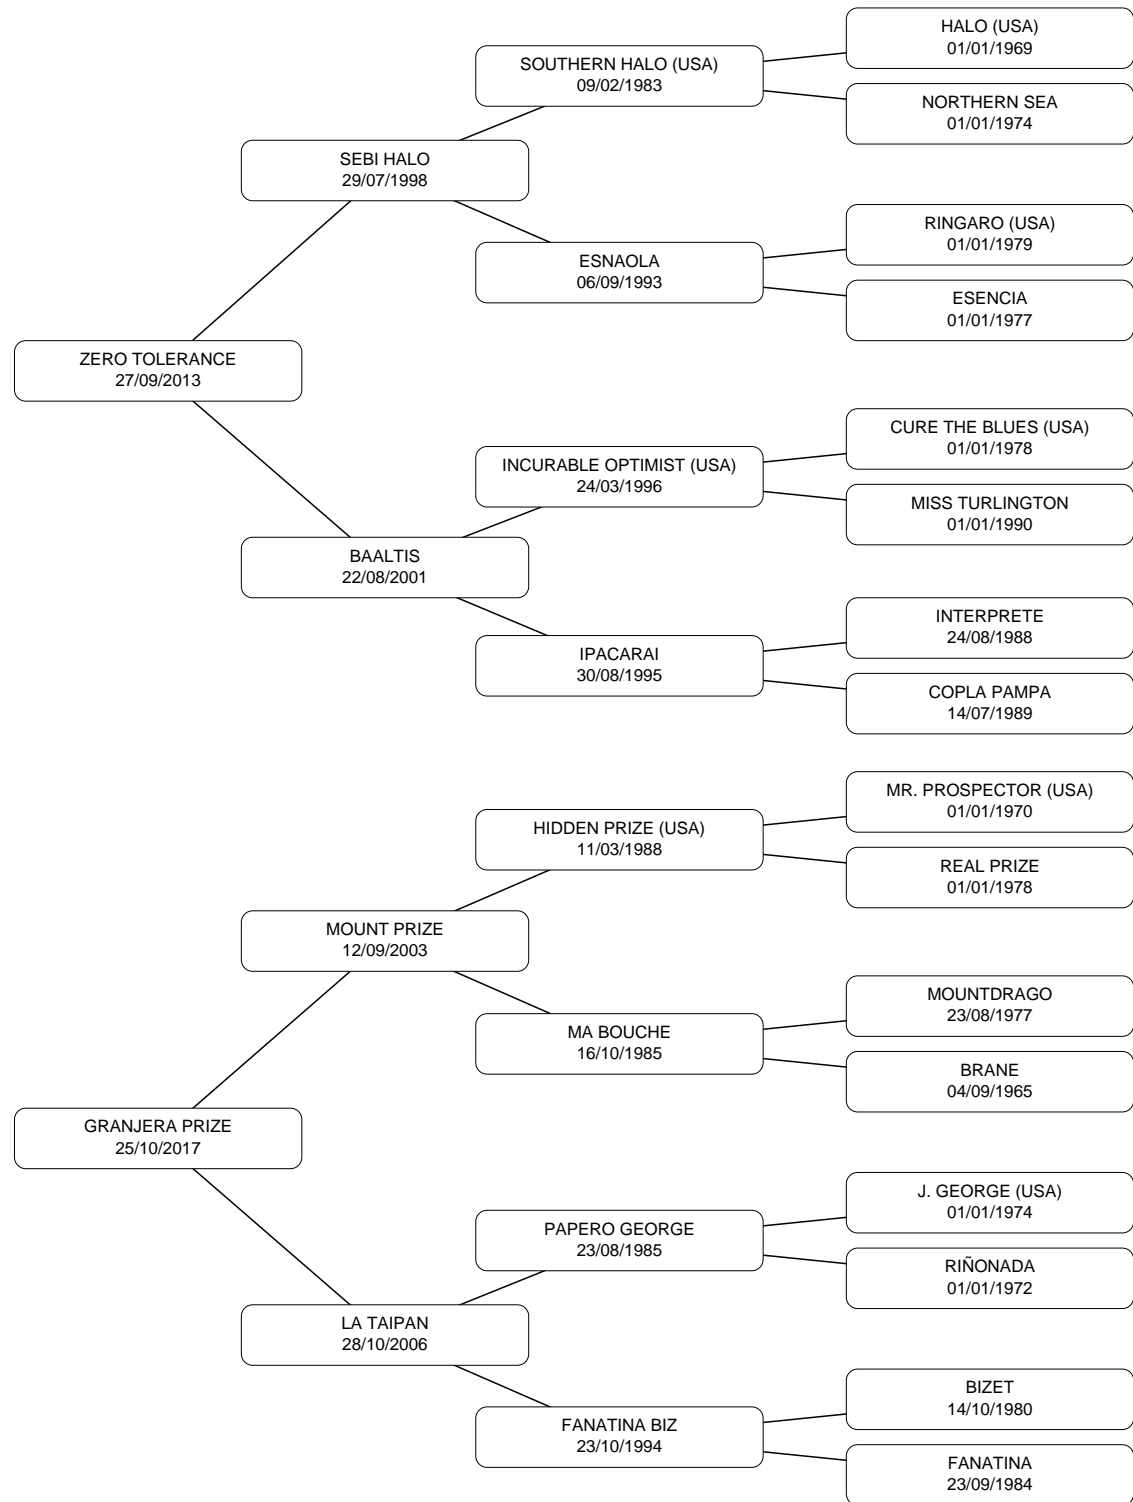 HALO (USA)
01/01/1969
SOUTHERN HALO (USA)
09/02/1983
NORTHERN SEA
01/01/1974
SEBI HALO
29/07/1998
RINGARO (USA)
01/01/1979
ESNAOLA
06/09/1993
ESENCIA
01/01/1977
ZERO TOLERANCE
27/09/2013
CURE THE BLUES (USA)
01/01/1978
INCURABLE OPTIMIST (USA)
24/03/1996
MISS TURLINGTON
01/01/1990
BAALTIS
22/08/2001
INTERPRETE
24/08/1988
IPACARAI
30/08/1995
COPLA PAMPA
14/07/1989
MR. PROSPECTOR (USA)
01/01/1970
HIDDEN PRIZE (USA)
11/03/1988
REAL PRIZE
01/01/1978
MOUNT PRIZE
12/09/2003
MOUNTDRAGO
23/08/1977
MA BOUCHE
16/10/1985
BRANE
04/09/1965
GRANJERA PRIZE
25/10/2017
J. GEORGE (USA)
01/01/1974
PAPERO GEORGE
23/08/1985
RIÑONADA
01/01/1972
LA TAIPAN
28/10/2006
BIZET
14/10/1980
FANATINA BIZ
23/10/1994
FANATINA
23/09/1984